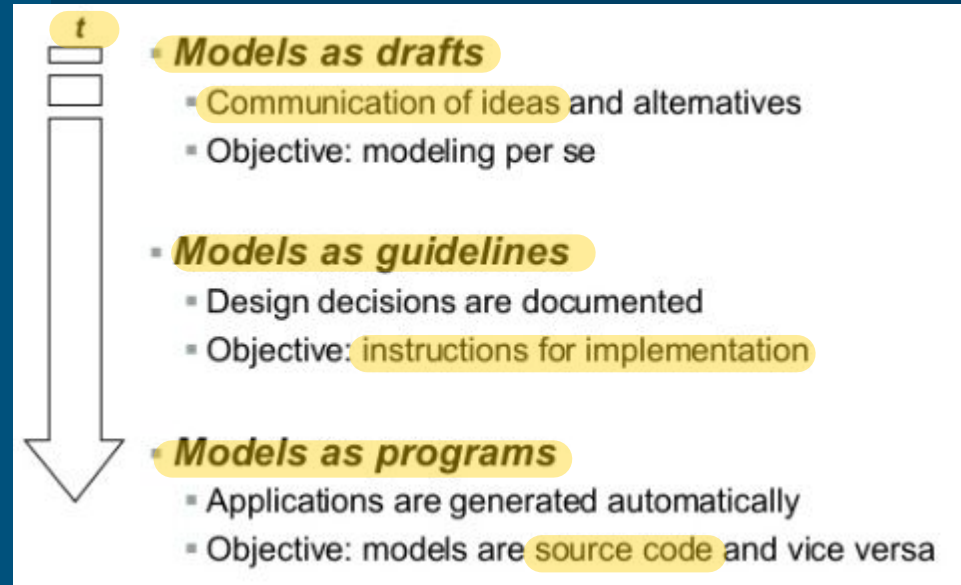 t
Models as drafts
Communication of ideas and alternatives
Objective: modeling per se
Models as guidelines
Design decisions are documented
Objective: instructions for implementation
Models as programs
Applications are generated automatically
Objective: models are source code and vice versa